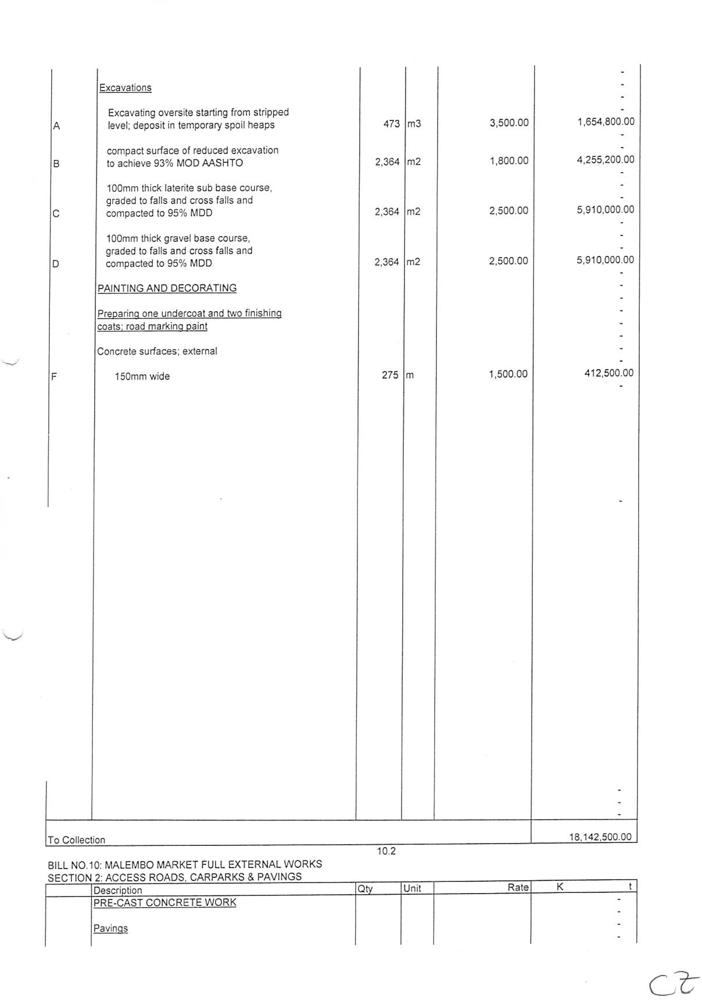 Excavations
Excavating oversite starting from stripped
A level; deposit in temporary spoil heaps 473 m3 3,500.00 1,654,800.00
compact surface of reduced excavation
B to achieve 93% MOD AASHTO 2,364 m2 1,800.00 4,255,200.00
100mm thick laterite sub base course,
graded to falls and cross falls and
C compacted to 95% MDD 2,364 m2 2,500.00 5,910,000.00
100mm thick gravel base course,
graded to falls and cross falls and
D compacted to 95% MDD 2,364 m2 2,500.00 5,910,000.00
PAINTING AND DECORATING
Preparing one undercoat and two finishing
coats; road marking paint
Concrete surfaces; external
F 150mm wide 275 m 1,500.00 412,500.00
To Collection 18,142,500.00
10.2
BILL NO.10: MALEMBO MARKET FULL EXTERNAL WORKS
SECTION 2: ACCESS ROADS, CARPARKS & PAVINGS
Description Qty Unit Rate K t
PRE-CAST CONCRETE WORK
Pavings